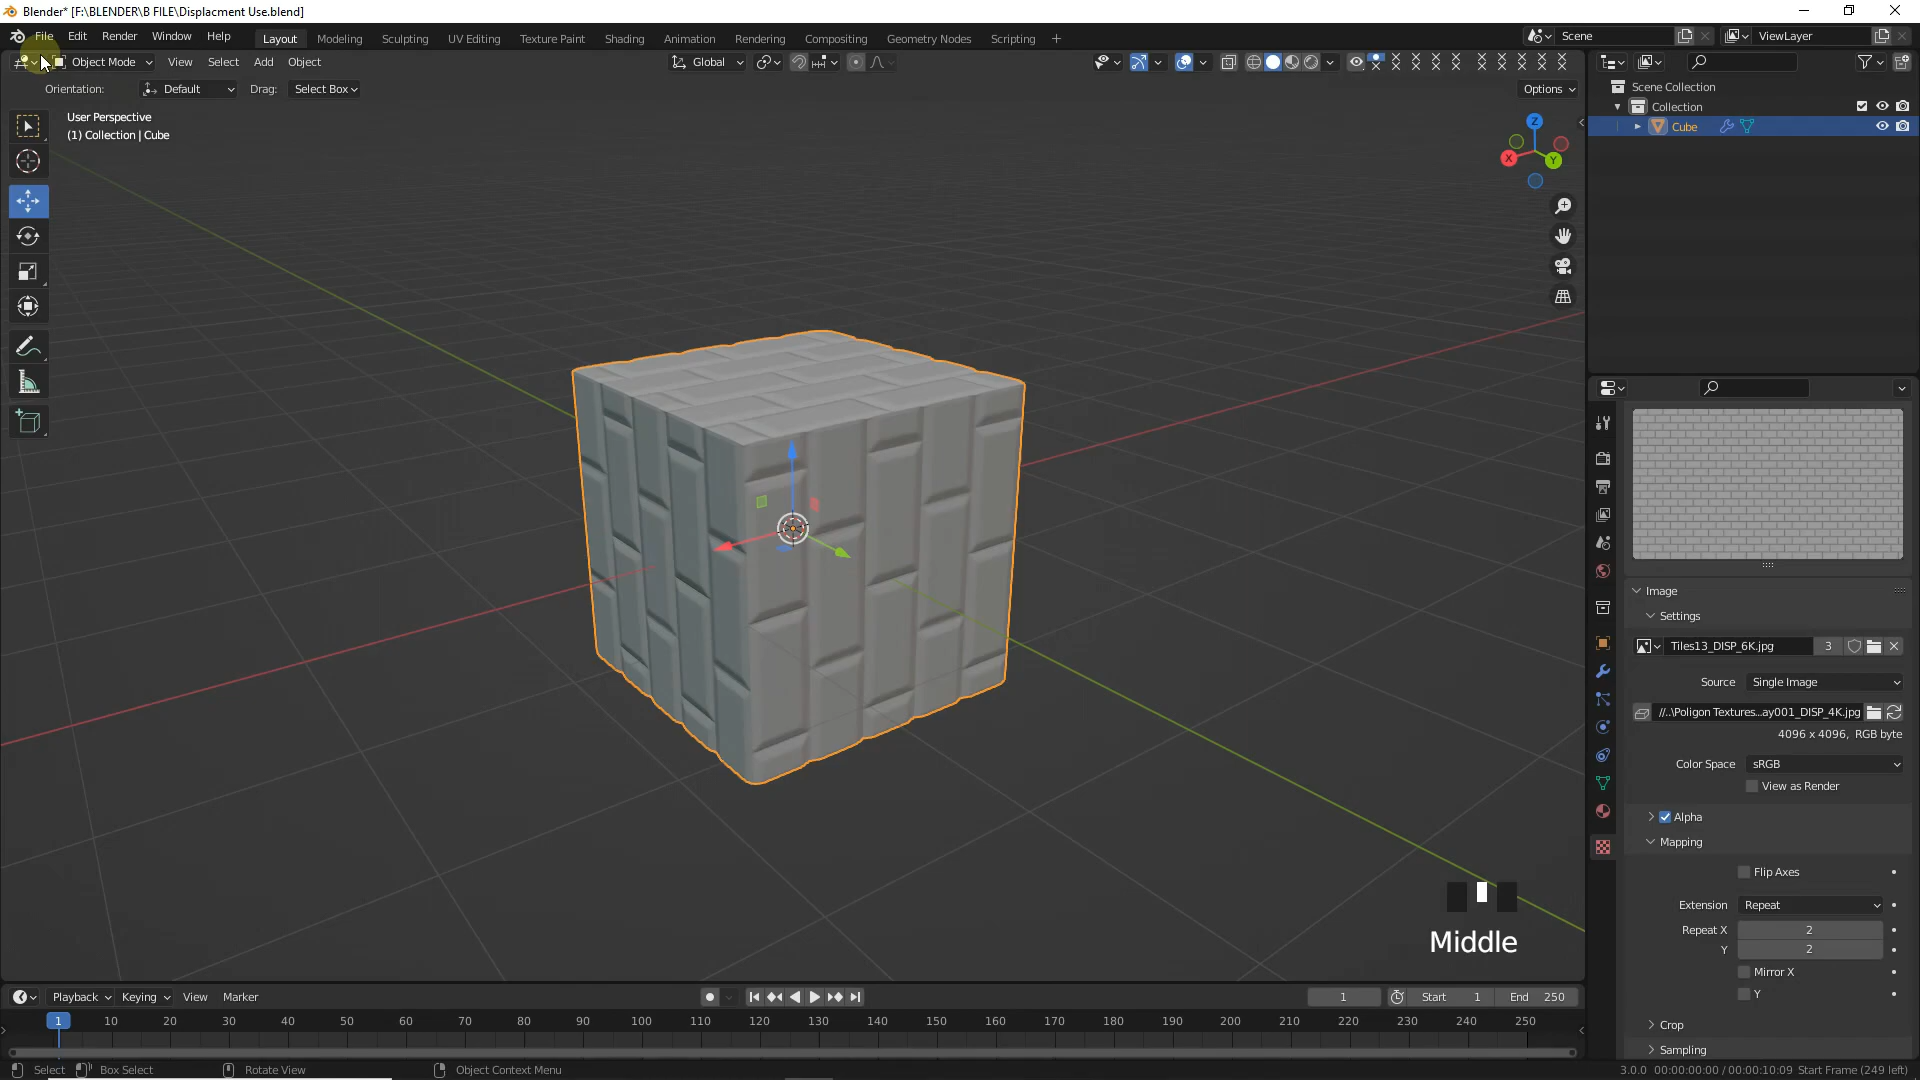 Blender* [F:\BLENDER\B FILE\Displacment Use.blend]
File Edit Render Window Help Layout Modeling Sculpting UV Editing Texture Paint Shading Animation Rendering Compositing Geometry Nodes Scripting + Scene ViewLayer
Object Mode View Select Add Object Global
Orientation: Default Drag: Select Box Options
User Perspective
(1) Collection | Cube
Scene Collection
Collection
Cube
Z
X
Y
Image
Settings
Tiles13_DISP_6K.jpg 3
Source Single Image
//..\Poligon Textures...ay001_DISP_4K.jpg
4096 x 4096, RGB byte
Color Space sRGB
View as Render
Alpha
Mapping
Flip Axes
Extension Repeat
Repeat X 2
Y 2
Mirror X
Y
Crop
Sampling
Middle
Playback Keying View Marker 1 Start 1 End 250
1 10 20 30 40 50 60 70 80 90 100 110 120 130 140 150 160 170 180 190 200 210 220 230 240 250
Select Box Select Rotate View Object Context Menu 3.0.0 00:00:00:00 / 00:00:10:09 Start Frame (249 left)